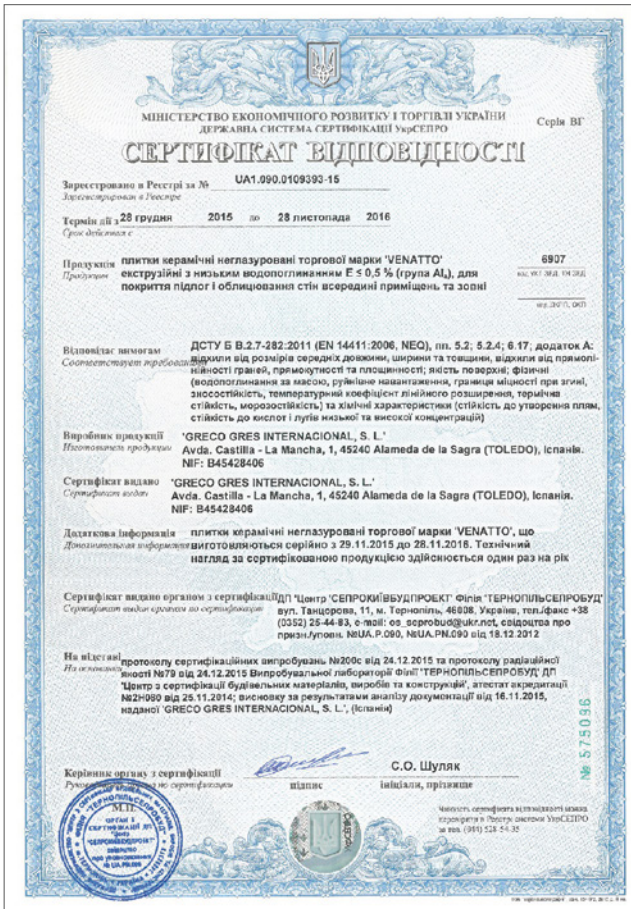 МІНІСТЕРСТВО ЕКОНОМІЧНОГО РОЗВИТКУ І ТОРГІВЛІ УКРАЇНИ
Серія ВГ
ДЕРЖАВНА СИСТЕМА СЕРТИФІКАЦІЇ УкрСЕПРО
СЕРТИФІКАТ ВІДПОВІДНОСТІ
Зареєстровано в Реєстрі за № UA1.090.0109393-15
Зарегистрирован в Реестре
Термін дії з 28 грудня 2015 до 28 листопада 2016
Срок действия с
Продукція плитки керамічні неглазуровані торгової марки 'VENATTO' 6907
Продукция екструзійні з низьким водопоглинанням Е ≤ 0,5 % (група АІа), для
покриття підлог і облицювання стін всередині приміщень та зовні
ДСТУ Б В.2.7-282:2011 (EN 14411:2006, NEQ), пп. 5.2; 5.2.4; 6.17; додаток А:
Відповідає вимогам відхили від розмірів середніх довжини, ширини та товщини, відхили від прямолі-
Соответствует требованиям нійності граней, прямокутності та площинності; якість поверхні; фізичні
(водопоглинання за масою, руйнівне навантаження, границя міцності при згині,
зносостійкість, температурний коефіцієнт лінійного розширення, термічна
стійкість, морозостійкість) та хімічні характеристики (стійкість до утворення плям,
стійкість до кислот і лугів низької та високої концентрацій)
Виробник продукції 'GRECO GRES INTERNACIONAL, S. L.'
Изготовитель продукции Avda. Castilla - La Mancha, 1, 45240 Alameda de la Sagra (TOLEDO), Іспанія.
NIF: B45428406
Сертифікат видано 'GRECO GRES INTERNACIONAL, S. L.'
Сертификат выдан Avda. Castilla - La Mancha, 1, 45240 Alameda de la Sagra (TOLEDO), Іспанія.
NIF: B45428406
Додаткова інформація плитки керамічні неглазуровані торгової марки 'VENATTO', що
Дополнительная информация виготовляються серійно з 29.11.2015 до 28.11.2016. Технічний
нагляд за сертифікованою продукцією здійснюється один раз на рік
Сертифікат видано органом з сертифікації ДП "Центр 'СЕПРОКИЇВБУДПРОЕКТ' Філія 'ТЕРНОПІЛЬСЕПРОБУД'
Сертификат выдан органом по сертификации вул. Танцорова, 11, м. Тернопіль, 46008, Україна, тел./факс +38
(0352) 25-44-83, e-mail: os_seprobud@ukr.net, свідоцтва про
призн./уповн. №UA.P.090, №UA.PN.090 від 18.12.2012
На підставі протоколу сертифікаційних випробувань №200с від 24.12.2015 та протоколу радіаційної
На основании якості №79 від 24.12.2015 Випробувальної лабораторії Філії 'ТЕРНОПІЛЬСЕПРОБУД' ДП
'Центр з сертифікації будівельних матеріалів, виробів та конструкцій', атестат акредитації
№2Н080 від 25.11.2014; висновку за результатами аналізу документації від 16.11.2015,
наданої 'GRECO GRES INTERNACIONAL, S. L.', (Іспанія)
№ 575096
С.О. Шуляк
Керівник органу з сертифікації
підпис ініціали, прізвище
М.П.
Чинність сертифіката відповідності можна
перевірити в Реєстрі системи УкрСЕПРО
за тел. (044) 528-54-35